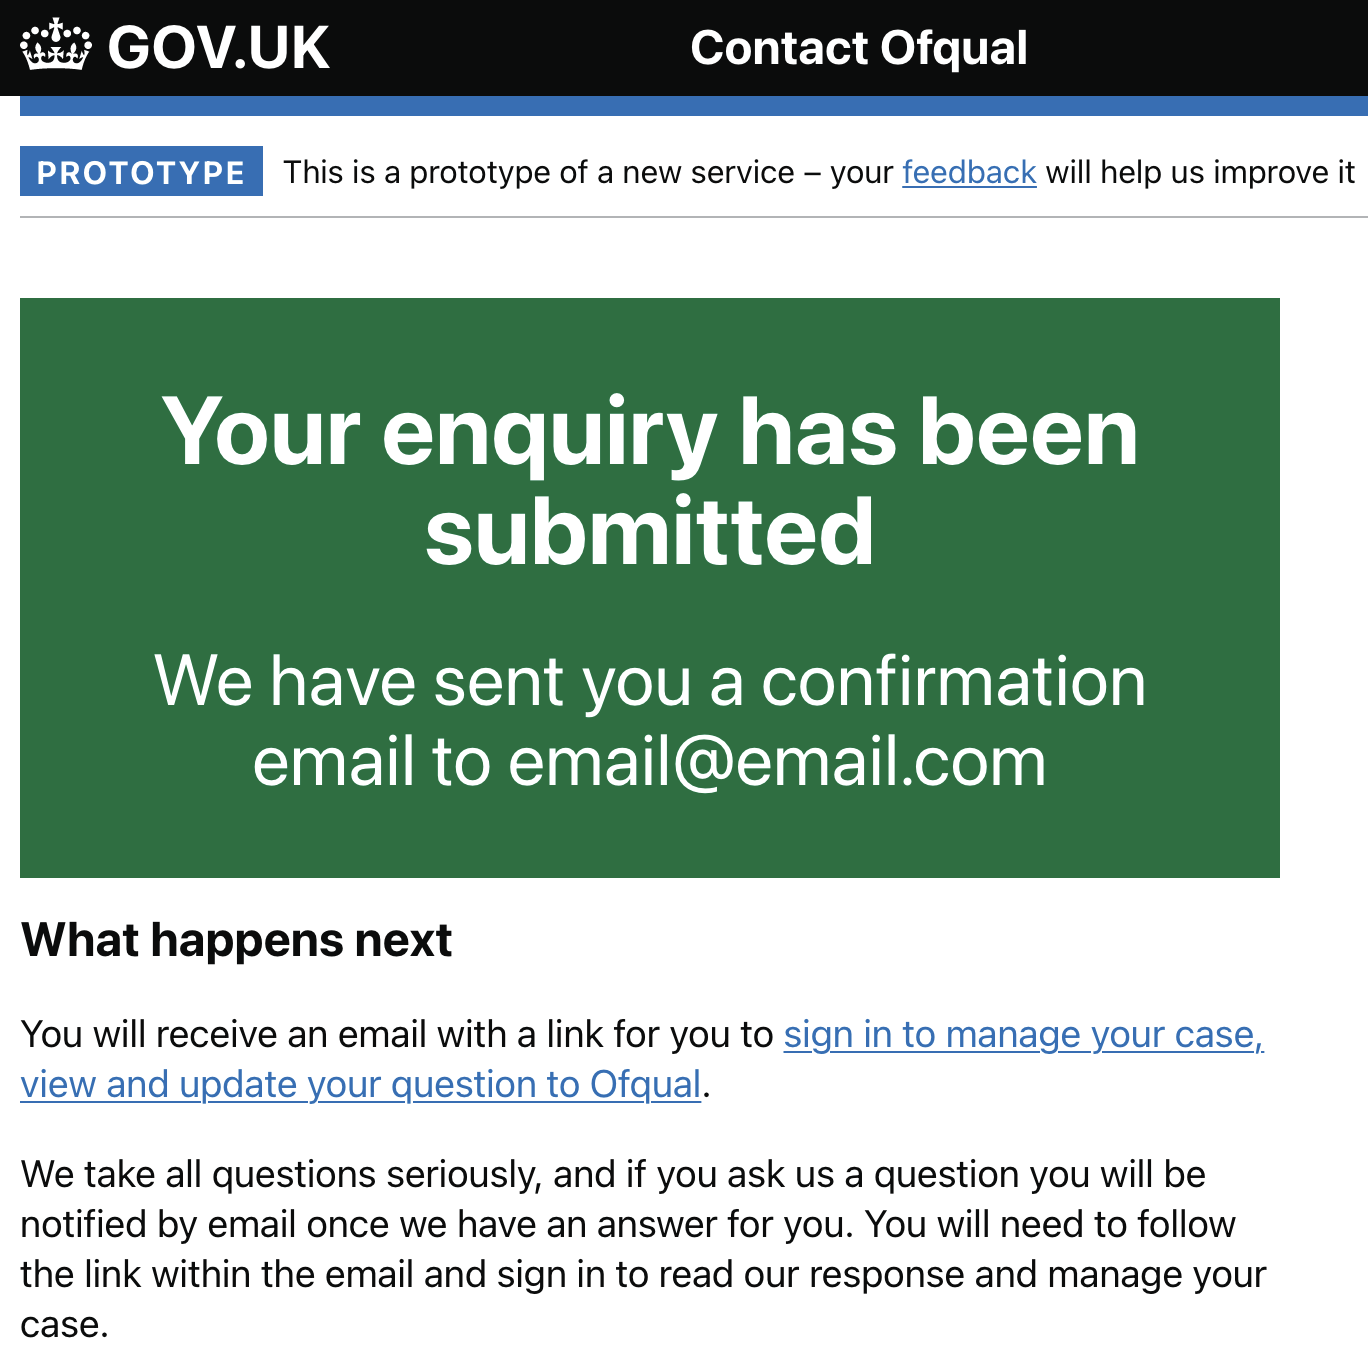 GOV.UK
Contact Ofqual
PROTOTYPE
This is a prototype of a new service – your feedback will help us improve it
Your enquiry has been
submitted
We have sent you a confirmation
email to email@email.com
What happens next
You will receive an email with a link for you to sign in to manage your case,
view and update your question to Ofqual.
We take all questions seriously, and if you ask us a question you will be
notified by email once we have an answer for you. You will need to follow
the link within the email and sign in to read our response and manage your
case.